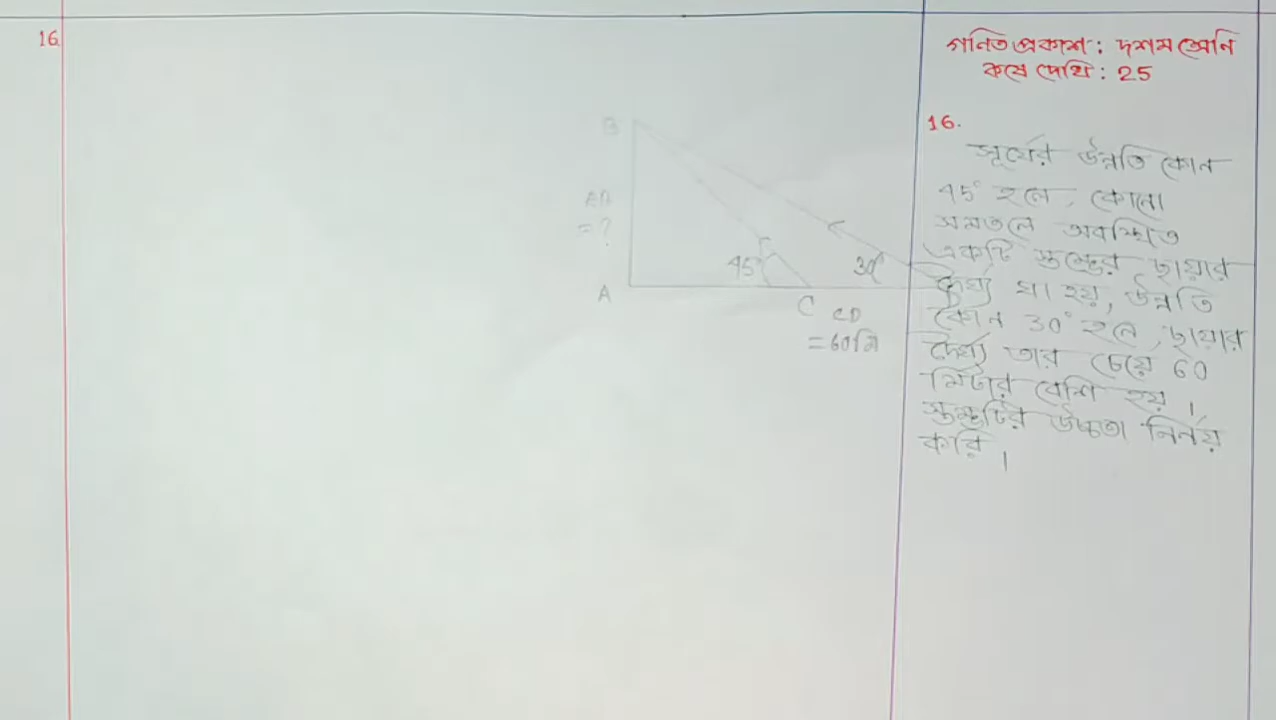 16
গনিত প্রকাশ : দশম শ্রেনি
কষে দেখি : 25
16.
সূর্যের উন্নতি কোন
45° হলে, কোনো
সমতলে অবস্থিত
একটি স্তম্ভের ছায়ার
দৈর্ঘ্য যা হয়, উন্নতি
কোন 30° হলে, ছায়ার
দৈর্ঘ্য তার চেয়ে 60
মিটার বেশি হয়।
স্তম্ভটির উচ্চতা নির্নয়
করি।
B
AB
= ?
45°
30°
A
C
CD
= 60মি
D